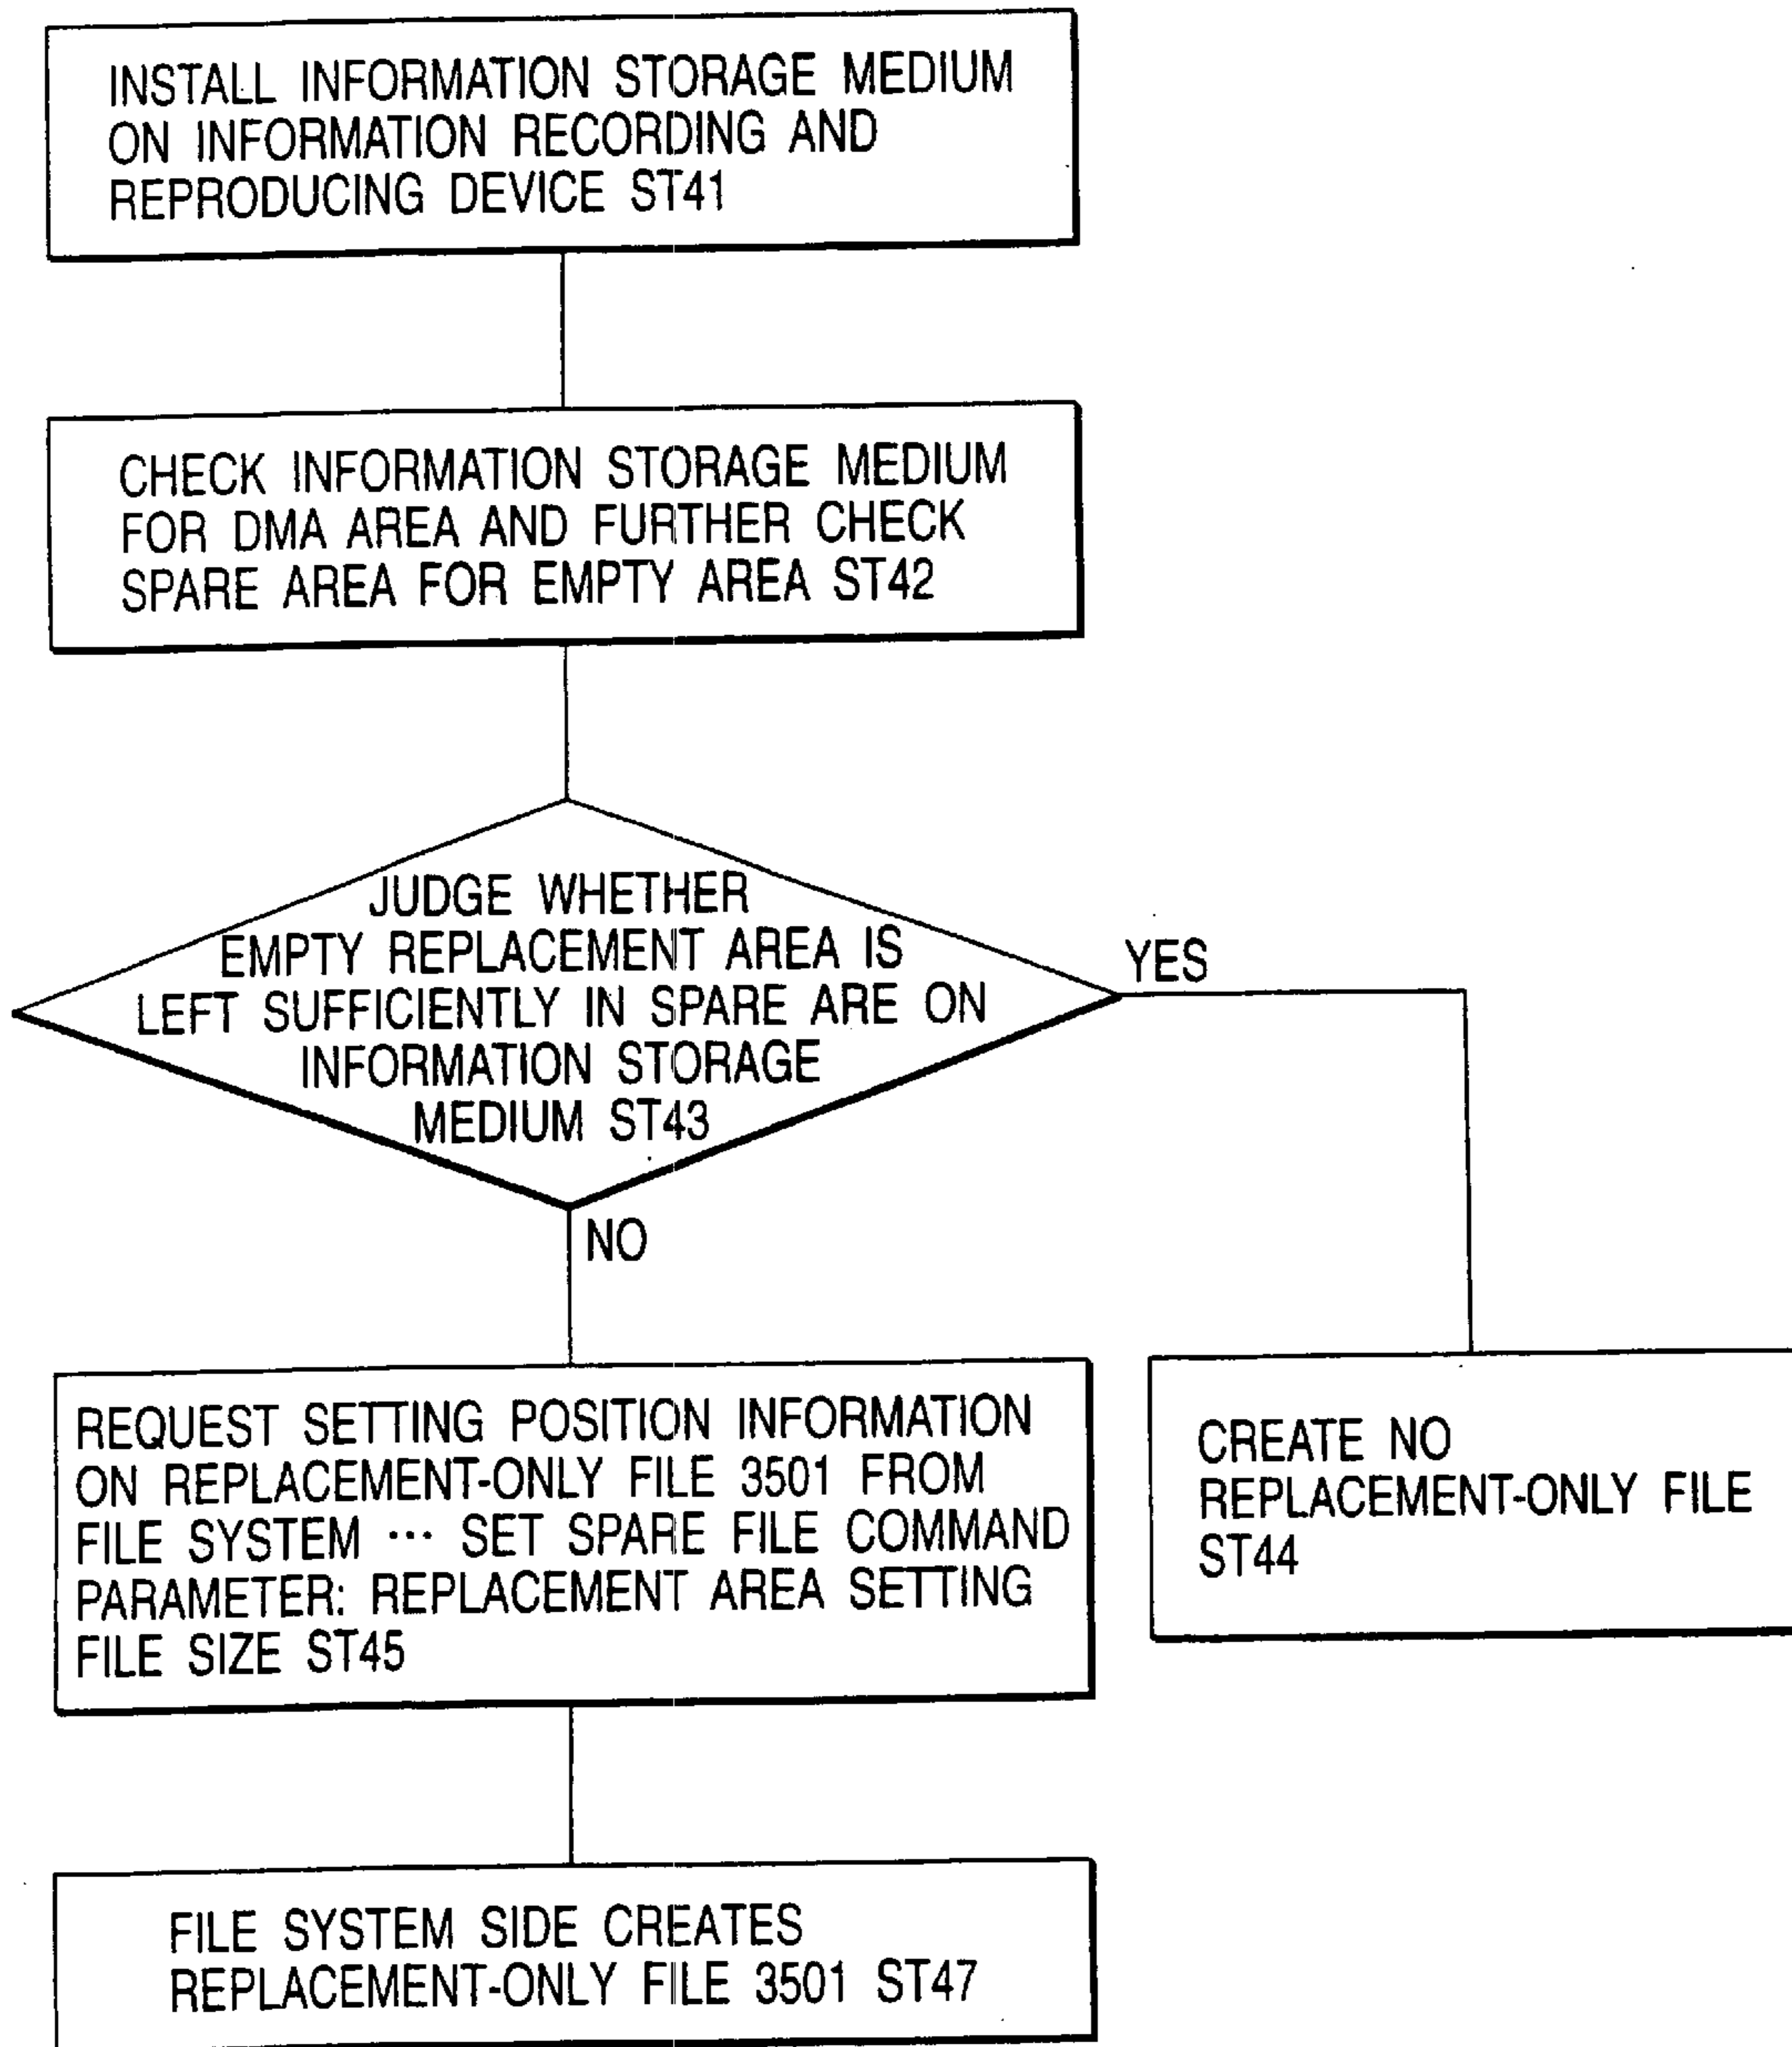 INSTALL INFORMATION STORAGE MEDIUM
ON INFORMATION RECORDING AND
REPRODUCING DEVICE ST41
CHECK INFORMATION STORAGE MEDIUM
FOR DMA AREA AND FURTHER CHECK
SPARE AREA FOR EMPTY AREA ST42
JUDGE WHETHER
EMPTY REPLACEMENT AREA IS
LEFT SUFFICIENTLY IN SPARE ARE ON
INFORMATION STORAGE
MEDIUM ST43
YES
NO
REQUEST SETTING POSITION INFORMATION
ON REPLACEMENT-ONLY FILE 3501 FROM
FILE SYSTEM ··· SET SPARE FILE COMMAND
PARAMETER: REPLACEMENT AREA SETTING
FILE SIZE ST45
CREATE NO
REPLACEMENT-ONLY FILE
ST44
FILE SYSTEM SIDE CREATES
REPLACEMENT-ONLY FILE 3501 ST47